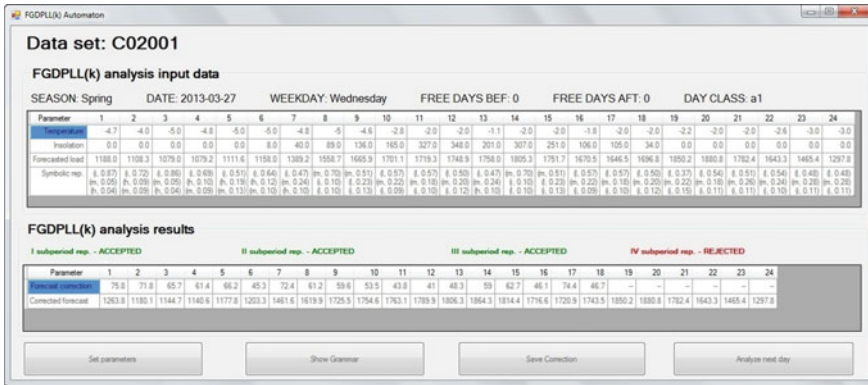 FGDPLL(k) Automaton
Data set: C02001
FGDPLL(k) analysis input data
SEASON: Spring DATE: 2013-03-27 WEEKDAY: Wednesday FREE DAYS BEF: 0 FREE DAYS AFT: 0 DAY CLASS: a1
Parameter 1 2 3 4 5 6 7 8 9 10 11 12 13 14 15 16 17 18 19 20 21 22 23 24
Temperature -4.7 -4.0 -5.0 -4.8 -5.0 -5.0 -4.8 -5 -4.6 -2.8 -2.0 -2.0 -1.1 -2.0 -2.0 -1.8 -2.0 -2.0 -2.2 -2.0 -2.0 -2.6 -3.0 -3.0
Insolation 0.0 0.0 0.0 0.0 0.0 8.0 40.0 89.0 136.0 165.0 327.0 348.0 201.0 307.0 251.0 106.0 105.0 34.0 0.0 0.0 0.0 0.0 0.0 0.0
Forecasted load 1188.0 1108.3 1079.0 1079.2 1111.6 1158.0 1389.2 1558.7 1665.9 1701.1 1719.3 1748.9 1758.0 1805.3 1751.7 1670.5 1646.5 1696.8 1850.2 1880.8 1782.4 1643.3 1465.4 1297.8
Symbolic rep.
FGDPLL(k) analysis results
I subperiod rep. - ACCEPTED II subperiod rep. - ACCEPTED III subperiod rep. - ACCEPTED IV subperiod rep. - REJECTED
Parameter 1 2 3 4 5 6 7 8 9 10 11 12 13 14 15 16 17 18 19 20 21 22 23 24
Forecast correction 75.8 71.8 65.7 61.4 66.2 45.3 72.4 61.2 59.6 53.5 43.8 41 48.3 59 62.7 46.1 74.4 46.7 -- -- -- -- -- --
Corrected forecast 1263.8 1180.1 1144.7 1140.6 1177.8 1203.3 1461.6 1619.9 1725.5 1754.6 1763.1 1789.9 1806.3 1864.3 1814.4 1716.6 1720.9 1743.5 1850.2 1880.8 1782.4 1643.3 1465.4 1297.8
Set parameters Show Grammar Save Correction Analyze next day